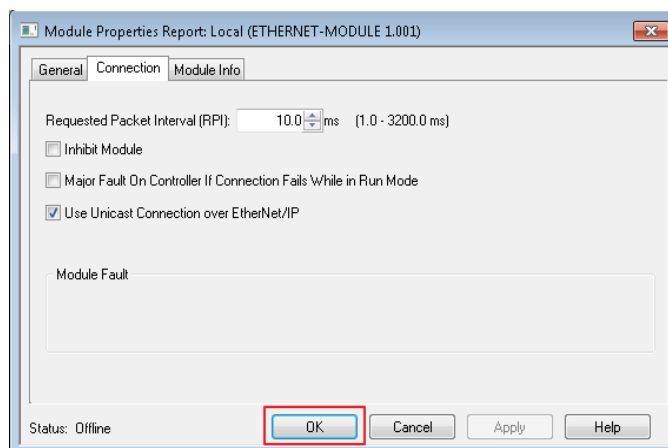 Module Properties Report: Local (ETHERNET-MODULE 1.001)
General Connection Module Info
Requested Packet Interval (RPI): 10.0 ms (1.0 - 3200.0 ms)
Inhibit Module
Major Fault On Controller If Connection Fails While in Run Mode
Use Unicast Connection over EtherNet/IP
Module Fault
Status: Offline OK Cancel Apply Help